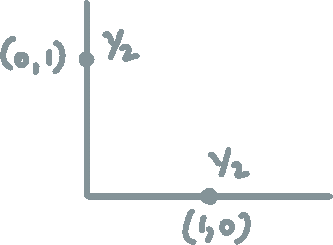 (0,1) 1/2
1/2
(1,0)